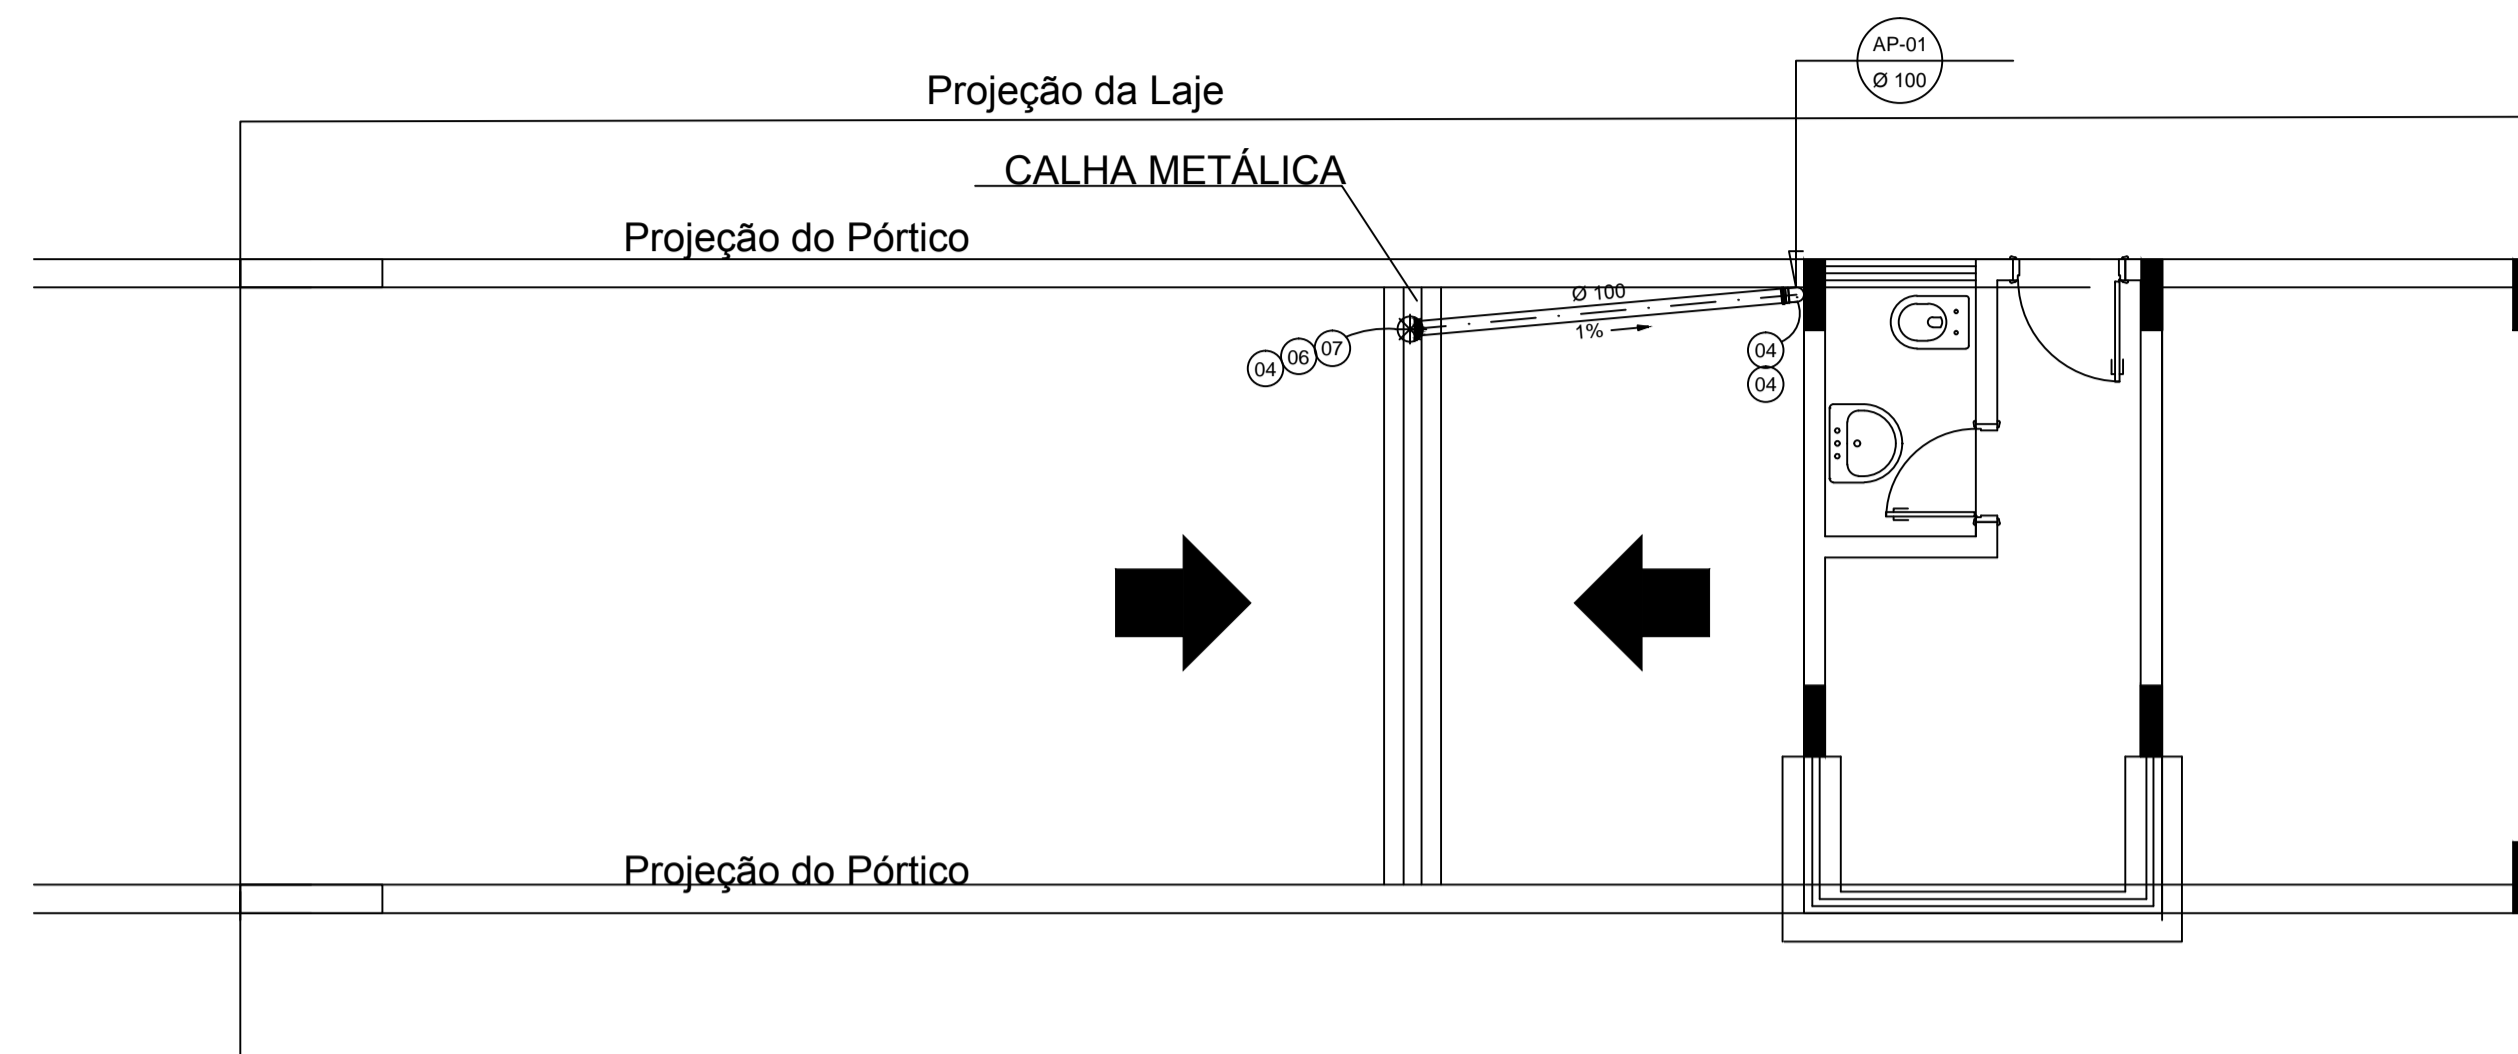 AP-01
Ø 100
Projeção da Laje
CALHA METÁLICA
Projeção do Pórtico
Ø 100
1%
04
06
07
04
04
Projeção do Pórtico